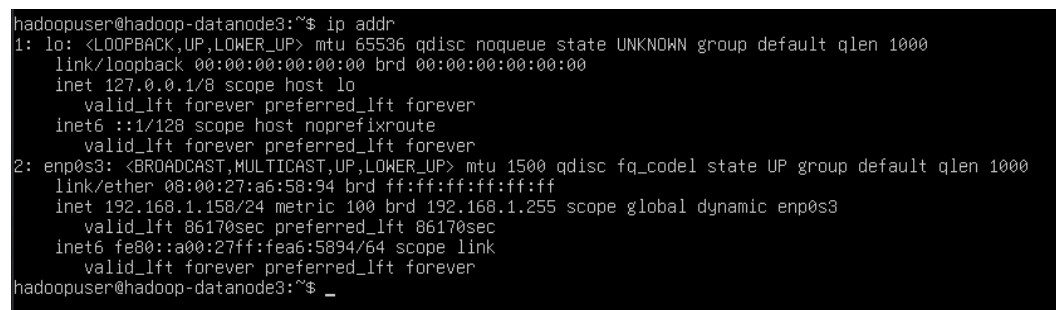 hadoopuser@hadoop-datanode3:~$ ip addr
1: lo: <LOOPBACK,UP,LOWER_UP> mtu 65536 qdisc noqueue state UNKNOWN group default qlen 1000
    link/loopback 00:00:00:00:00:00 brd 00:00:00:00:00:00
    inet 127.0.0.1/8 scope host lo
       valid_lft forever preferred_lft forever
    inet6 ::1/128 scope host noprefixroute
       valid_lft forever preferred_lft forever
2: enp0s3: <BROADCAST,MULTICAST,UP,LOWER_UP> mtu 1500 qdisc fq_codel state UP group default qlen 1000
    link/ether 08:00:27:a6:58:94 brd ff:ff:ff:ff:ff:ff
    inet 192.168.1.158/24 metric 100 brd 192.168.1.255 scope global dynamic enp0s3
       valid_lft 86170sec preferred_lft 86170sec
    inet6 fe80::a00:27ff:fea6:5894/64 scope link
       valid_lft forever preferred_lft forever
hadoopuser@hadoop-datanode3:~$ _